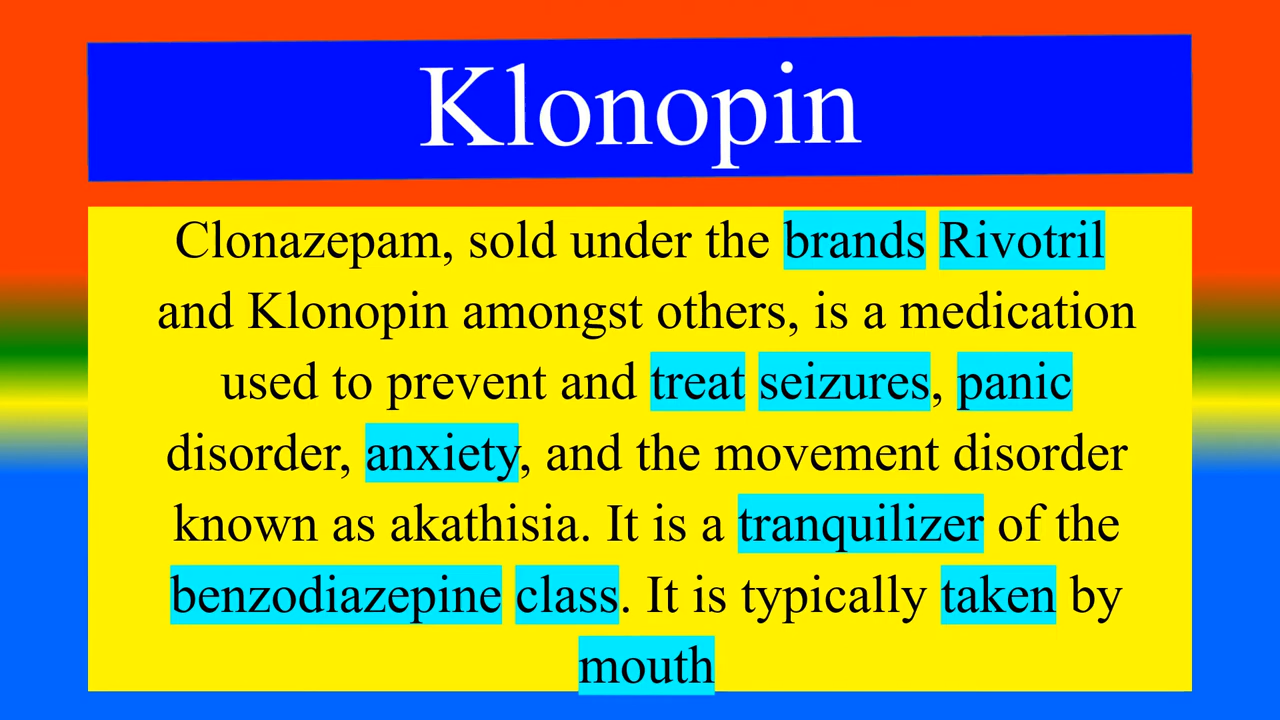 Klonopin
Clonazepam, sold under the brands Rivotril
and Klonopin amongst others, is a medication
used to prevent and treat seizures, panic
disorder, anxiety, and the movement disorder
known as akathisia. It is a tranquilizer of the
benzodiazepine class. It is typically taken by
mouth